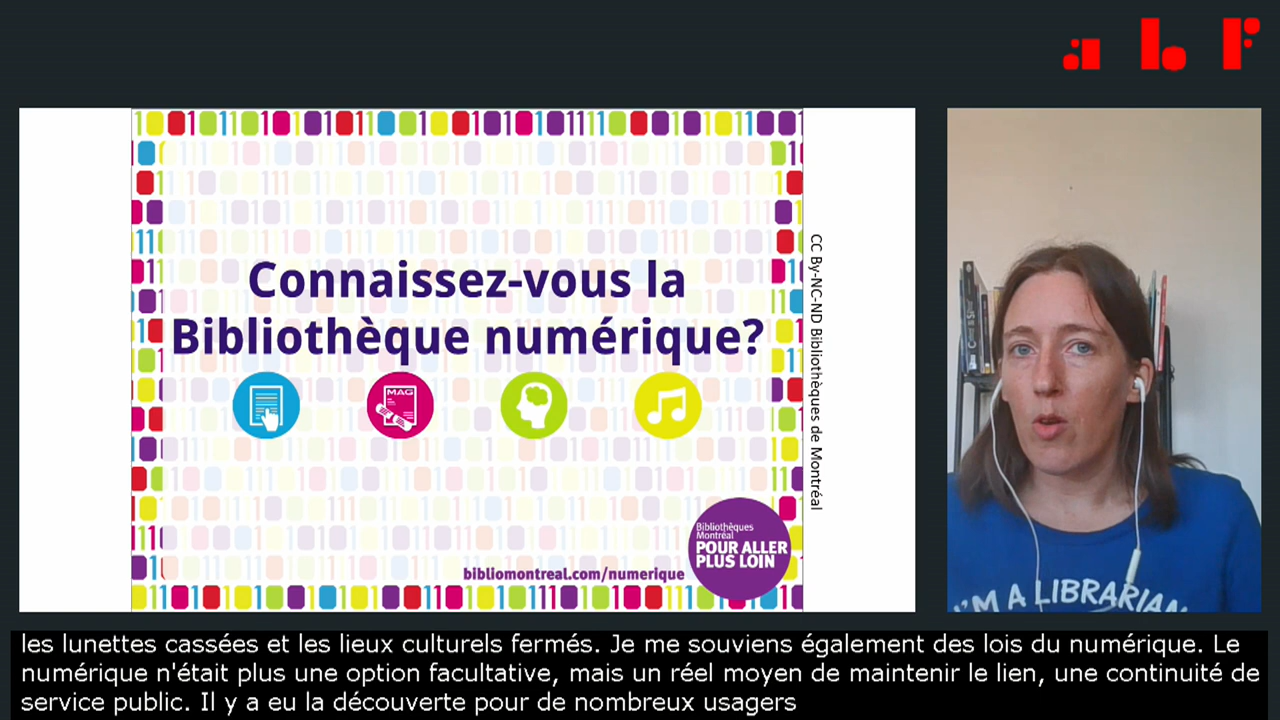 abf
Connaissez-vous la
Bibliothèque numérique?
MAG
CC By-NC-ND Bibliothèques de Montréal
Bibliothèques
Montréal
POUR ALLER
PLUS LOIN
bibliomontreal.com/numerique
I'M A LIBRARIAN
les lunettes cassées et les lieux culturels fermés. Je me souviens également des lois du numérique. Le
numérique n'était plus une option facultative, mais un réel moyen de maintenir le lien, une continuité de
service public. Il y a eu la découverte pour de nombreux usagers